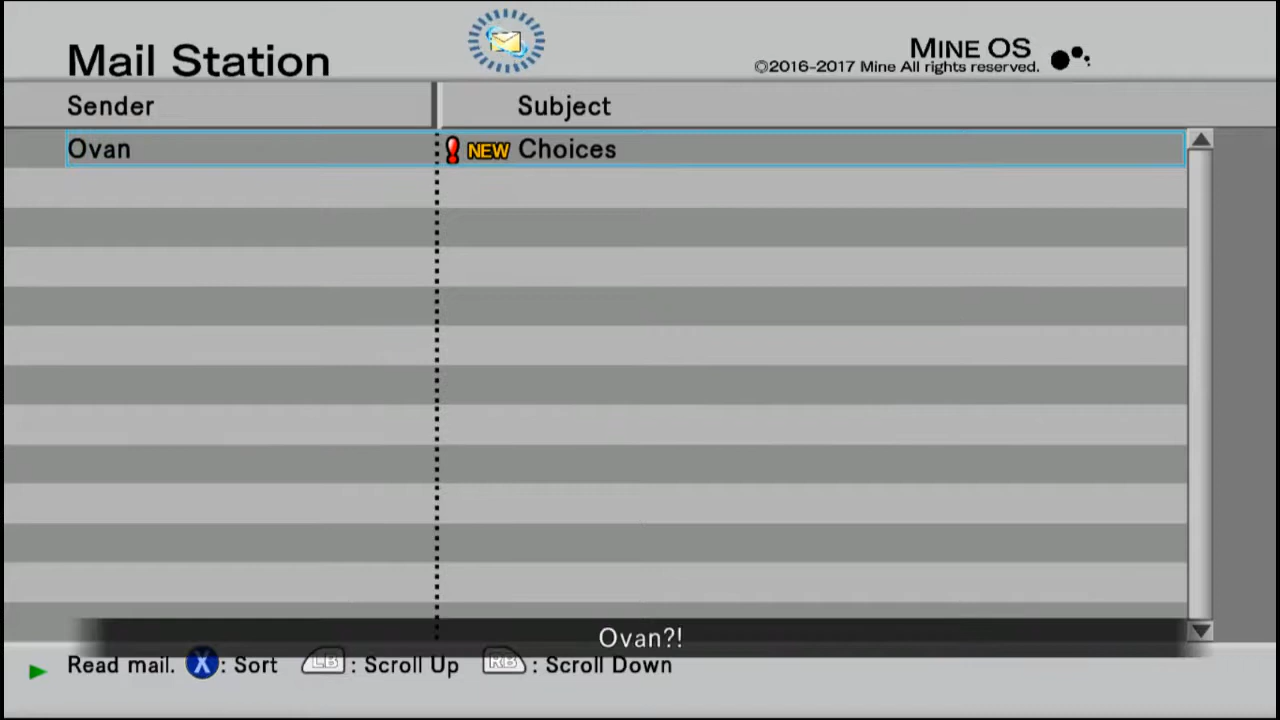 Mail Station
MINE OS
©2016-2017 Mine All rights reserved.
Sender Subject
Ovan NEW Choices
Ovan?!
Read mail. X: Sort LB: Scroll Up RB: Scroll Down